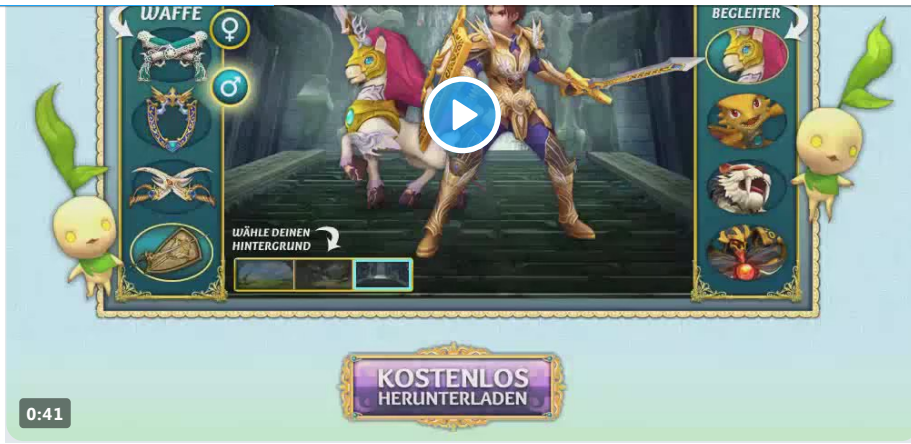 WAFFE
BEGLEITER
WÄHLE DEINEN
HINTERGRUND
KOSTENLOS
HERUNTERLADEN
0:41